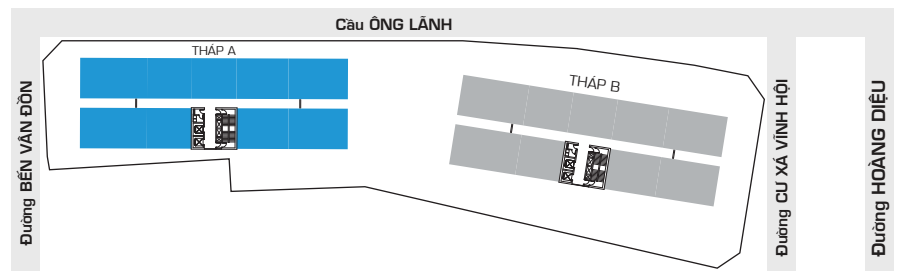 Cầu ÔNG LÃNH
THÁP A
THÁP B
Đường BẾN VÂN ĐỒN
Đường CƯ XÁ VĨNH HỘI
Đường HOÀNG DIỆU